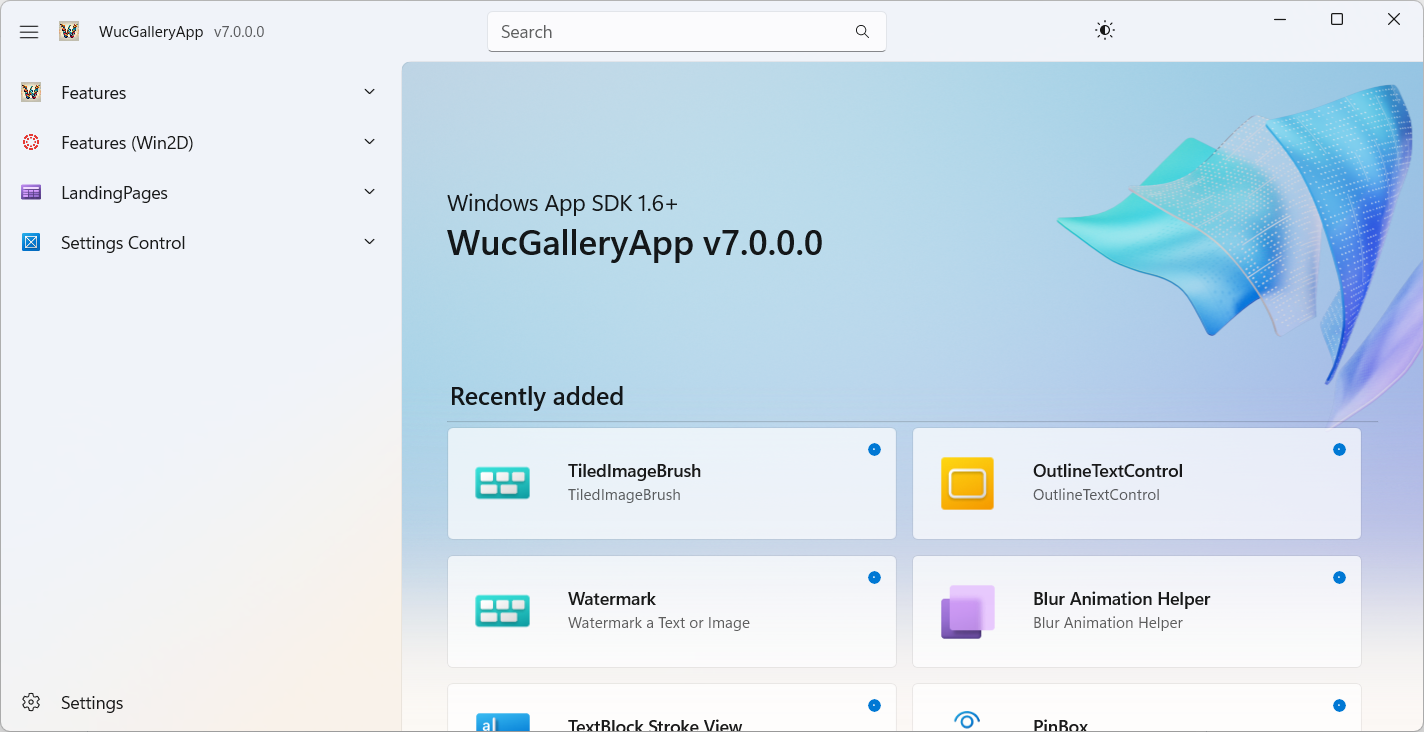 WucGalleryApp v7.0.0.0
Search
Features
Features (Win2D)
LandingPages
Settings Control
Settings
Windows App SDK 1.6+
WucGalleryApp v7.0.0.0
Recently added
TiledImageBrush
TiledImageBrush
OutlineTextControl
OutlineTextControl
Watermark
Watermark a Text or Image
Blur Animation Helper
Blur Animation Helper
TextBlock Stroke View
PinBox